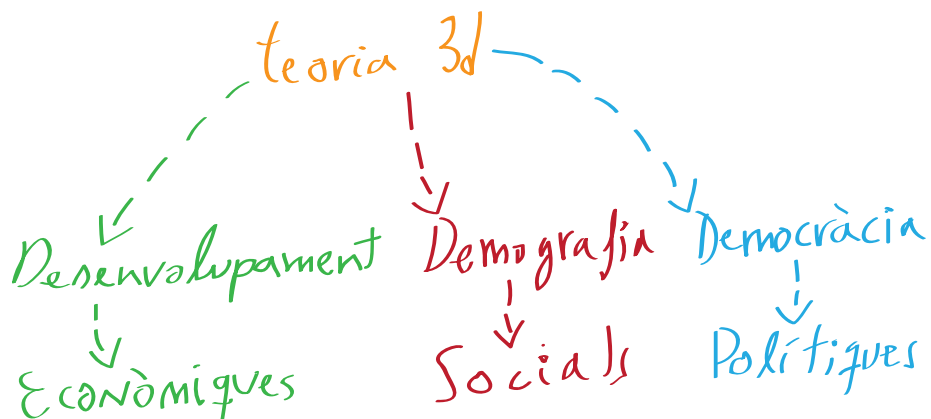 teoria 3d
Desenvolupament Demografia Democràcia
Econòmiques Socials Polítiques